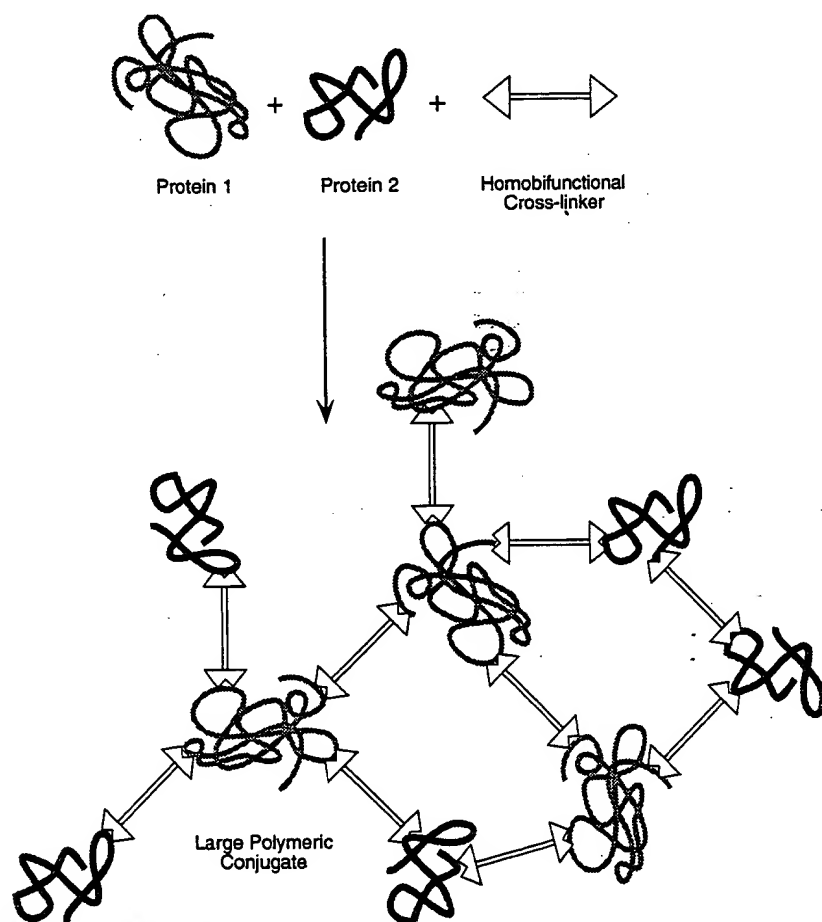 +
+
Protein 1
Protein 2
Homobifunctional
Cross-linker
Large Polymeric
Conjugate